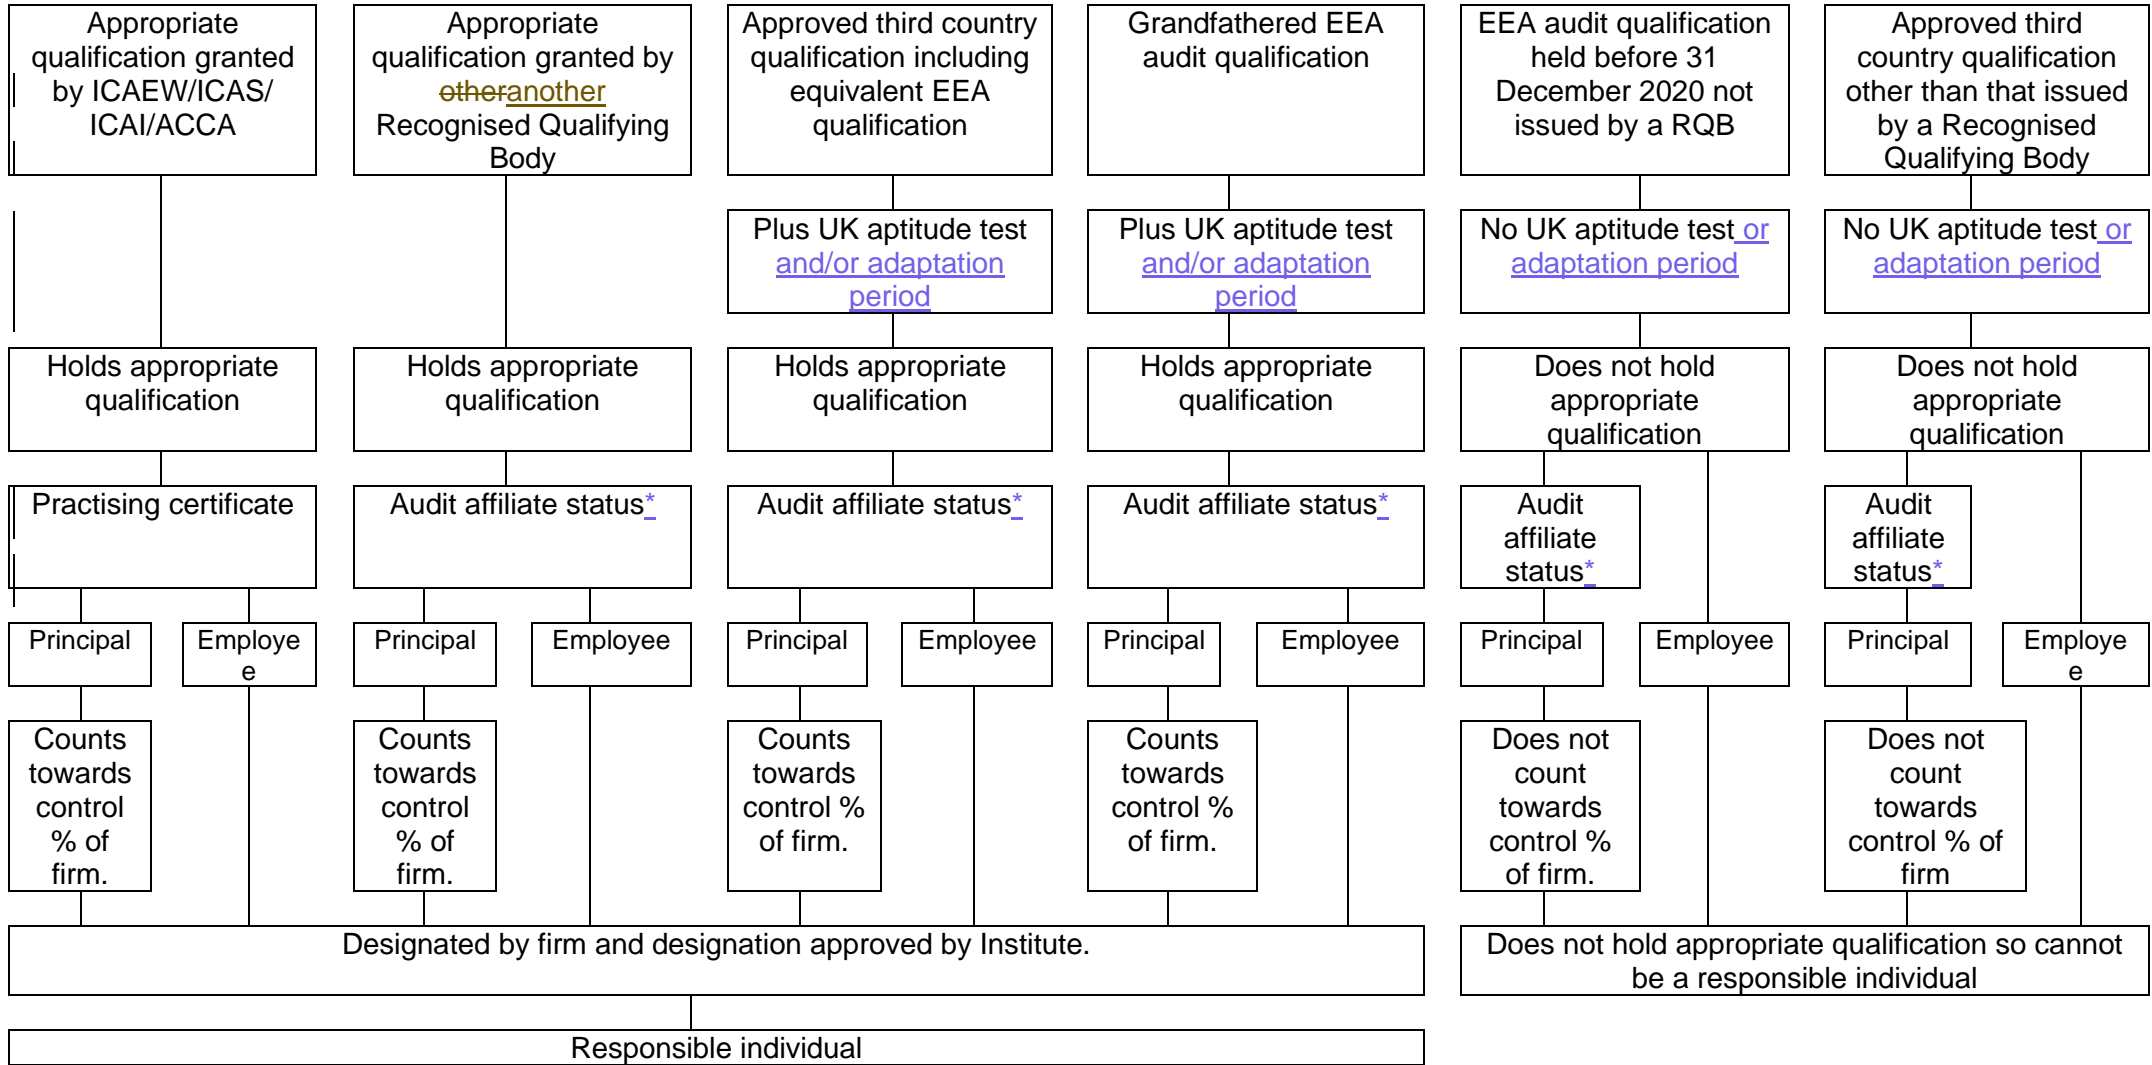 Appropriate
qualification granted
by ICAEW/ICAS/
ICAI/ACCA
Appropriate
qualification granted by
otheranother
Recognised Qualifying
Body
Approved third country
qualification including
equivalent EEA
qualification
Grandfathered EEA
audit qualification
EEA audit qualification
held before 31
December 2020 not
issued by a RQB
Approved third
country qualification
other than that issued
by a Recognised
Qualifying Body
Plus UK aptitude test
and/or adaptation
period
Plus UK aptitude test
and/or adaptation
period
No UK aptitude test or
adaptation period
No UK aptitude test or
adaptation period
Holds appropriate
qualification
Holds appropriate
qualification
Holds appropriate
qualification
Holds appropriate
qualification
Does not hold
appropriate
qualification
Does not hold
appropriate
qualification
Practising certificate
Audit affiliate status*
Audit affiliate status*
Audit affiliate status*
Audit
affiliate
status*
Audit
affiliate
status*
Principal
Employe
e
Principal
Employee
Principal
Employee
Principal
Employee
Principal
Employee
Principal
Employe
e
Counts
towards
control
% of
firm.
Counts
towards
control
% of
firm.
Counts
towards
control %
of firm.
Counts
towards
control %
of firm.
Does not
count
towards
control %
of firm.
Does not
count
towards
control % of
firm
Designated by firm and designation approved by Institute.
Does not hold appropriate qualification so cannot
be a responsible individual
Responsible individual